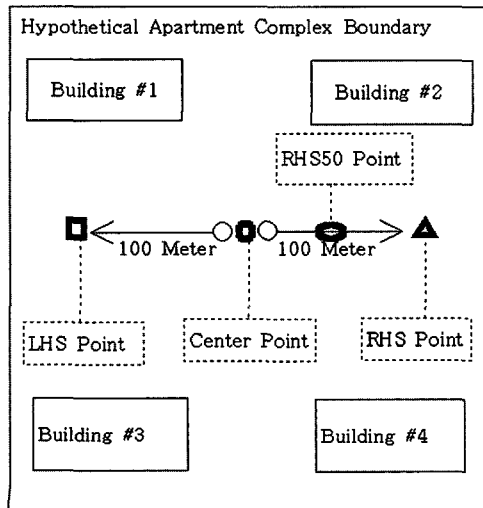 Hypothetical Apartment Complex Boundary
Building #1
Building #2
RHS50 Point
100 Meter
100 Meter
LHS Point
Center Point
RHS Point
Building #3
Building #4